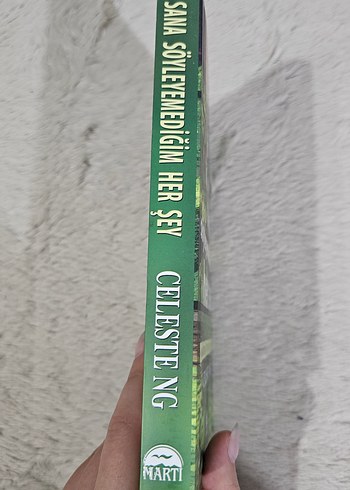 SANA SÖYLEYEMEDİĞİM HER ŞEY
CELESTE NG
MARTI